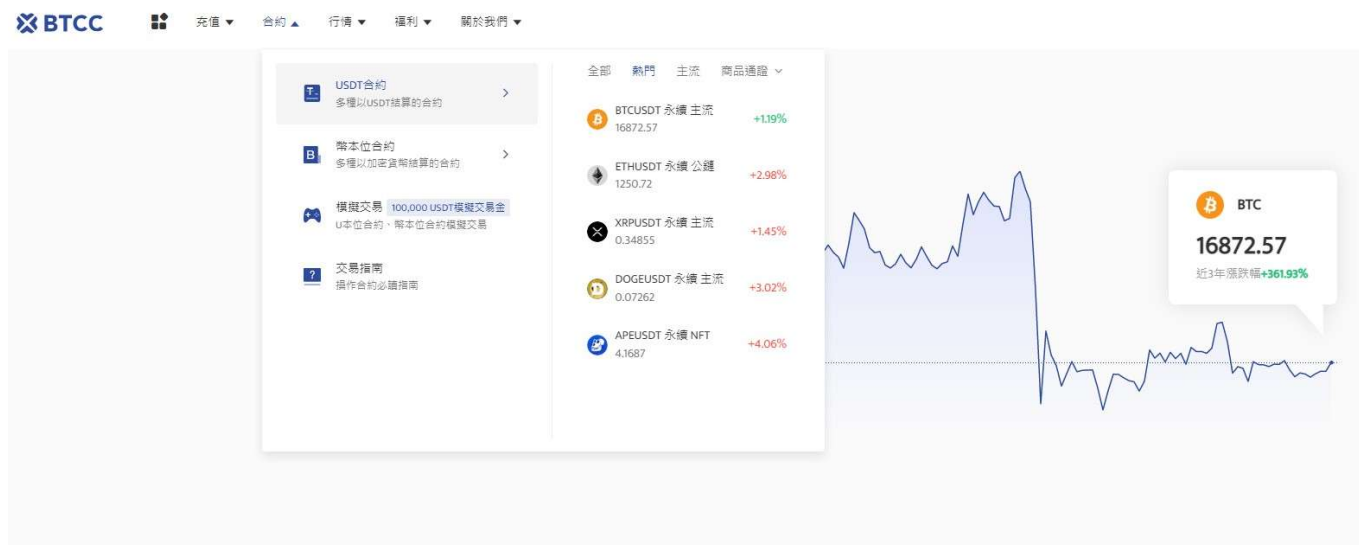 BTCC
充值 合約 行情 福利 關於我們
USDT合約
多種以USDT結算的合約
幣本位合約
多種以加密貨幣結算的合約
模擬交易 100,000 USDT模擬交易金
U本位合約、幣本位合約模擬交易
交易指南
操作合約必讀指南
全部 熱門 主流 商品通證
BTCUSDT 永續 主流
16872.57
+1.19%
ETHUSDT 永續 公鏈
1250.72
+2.98%
XRPUSDT 永續 主流
0.34855
+1.45%
DOGEUSDT 永續 主流
0.07262
+3.02%
APEUSDT 永續 NFT
4.1687
+4.06%
BTC
16872.57
近3年漲跌幅+361.93%